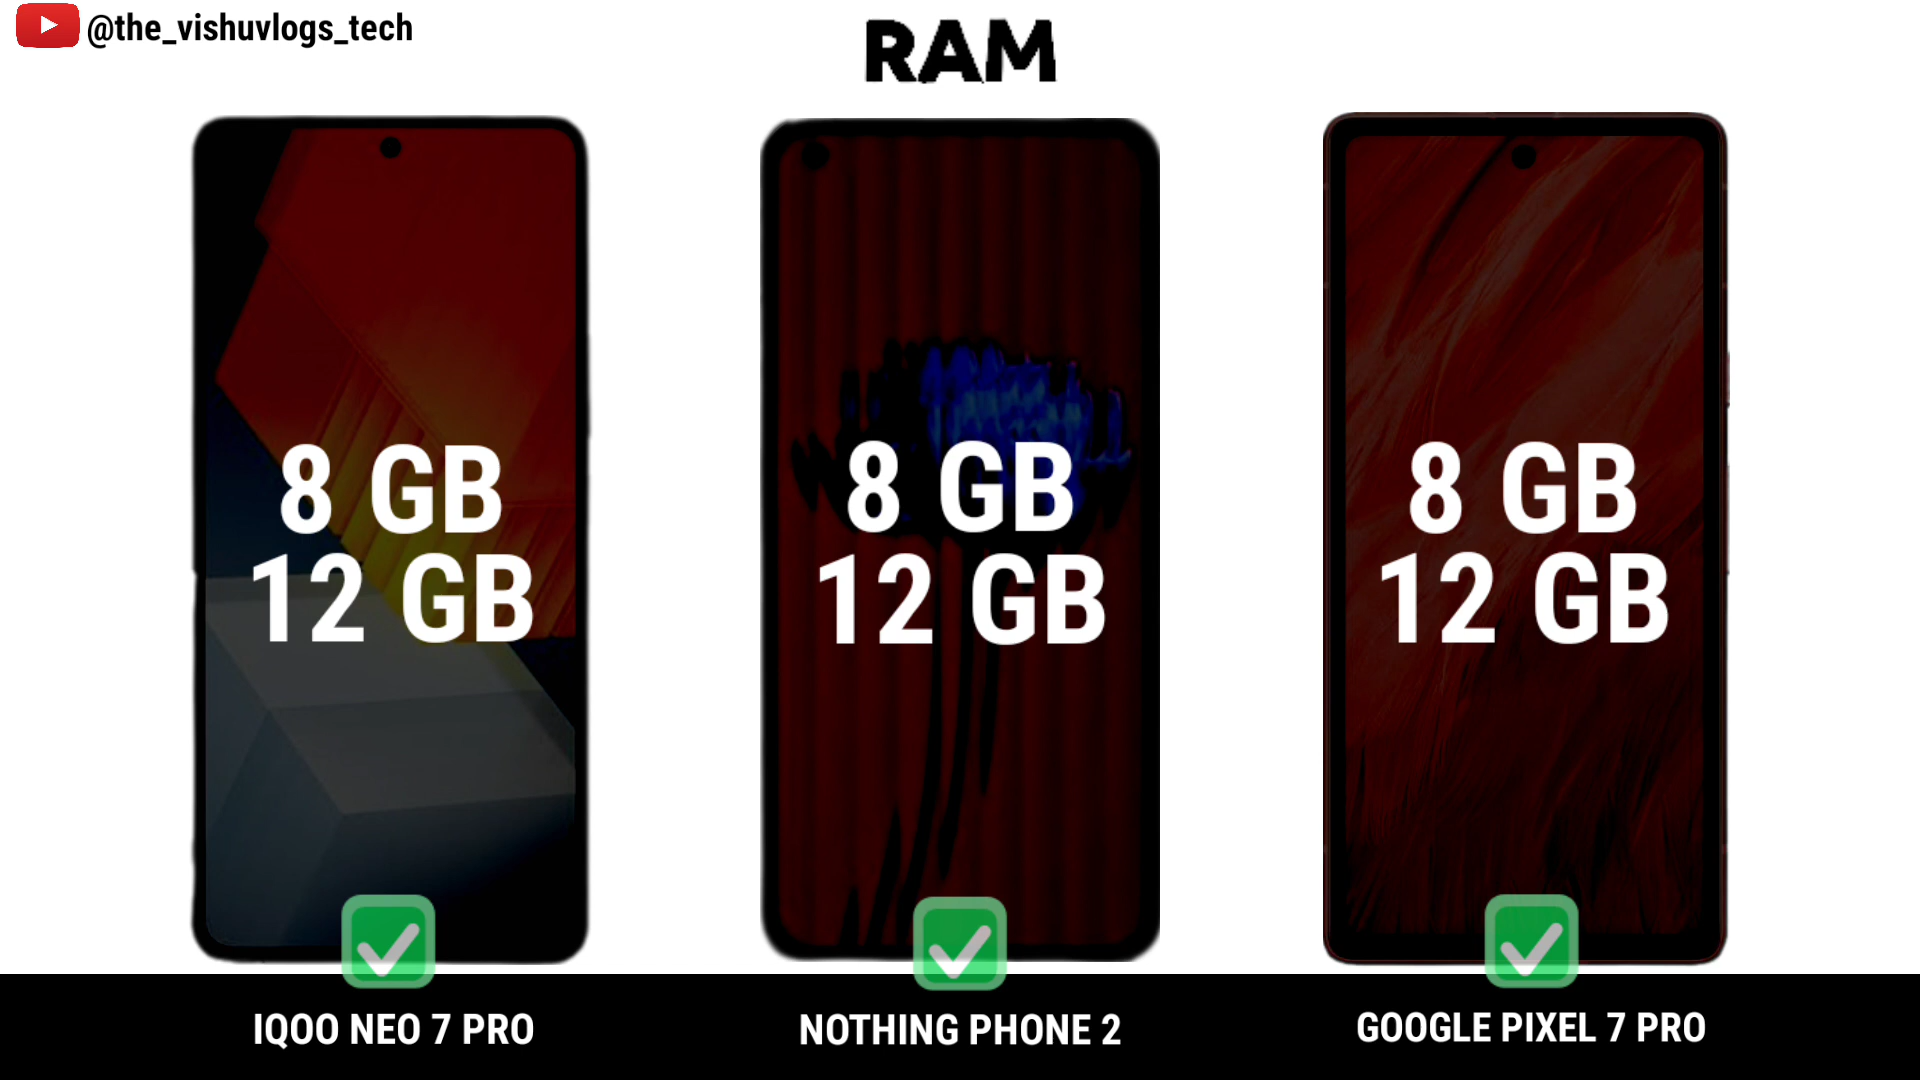 @the_vishuvlogs_tech
RAM
8 GB
12 GB
8 GB
12 GB
8 GB
12 GB
IQOO NEO 7 PRO
NOTHING PHONE 2
GOOGLE PIXEL 7 PRO